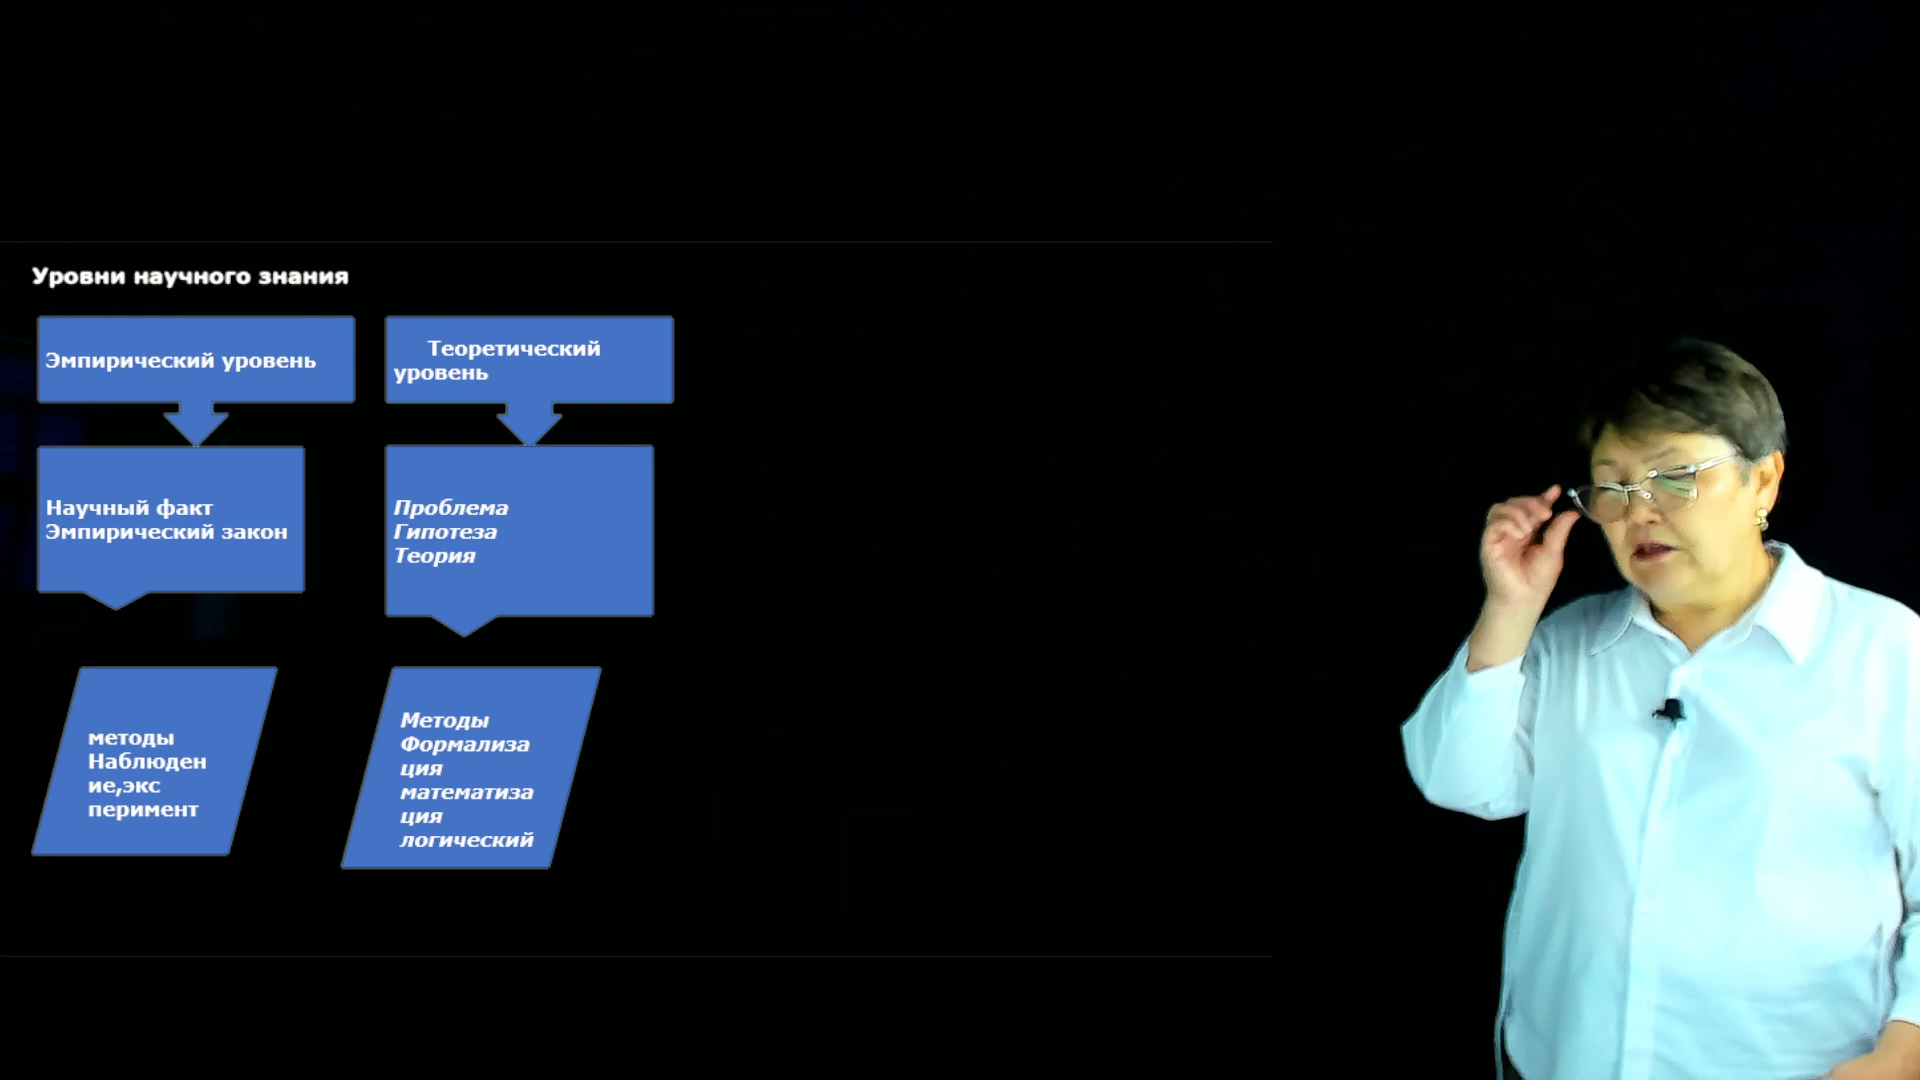 Уровни научного знания
Эмпирический уровень
Теоретический
уровень
Научный факт
Эмпирический закон
Проблема
Гипотеза
Теория
методы
Наблюден
ие,экс
перимент
Методы
Формализа
ция
математиза
ция
логический